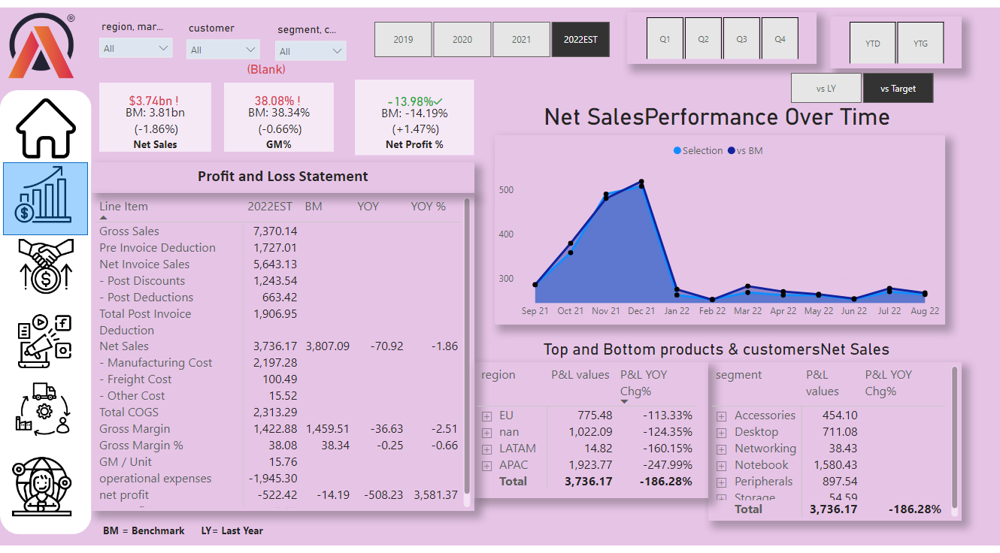 ®
region, mar...
All
customer
All
segment, c...
All
(Blank)
2019
2020
2021
2022EST
Q1
Q2
Q3
Q4
YTD
YTG
vs LY
vs Target
$3.74bn !
BM: 3.81bn
(-1.86%)
Net Sales
38.08% !
BM: 38.34%
(-0.66%)
GM%
-13.98%✓
BM: -14.19%
(+1.47%)
Net Profit %
Net SalesPerformance Over Time
Selection vs BM
500
400
300
Sep 21 Oct 21 Nov 21 Dec 21 Jan 22 Feb 22 Mar 22 Apr 22 May 22 Jun 22 Jul 22 Aug 22
Profit and Loss Statement
Line Item 2022EST BM YOY YOY %
Gross Sales 7,370.14
Pre Invoice Deduction 1,727.01
Net Invoice Sales 5,643.13
- Post Discounts 1,243.54
- Post Deductions 663.42
Total Post Invoice 1,906.95
Deduction
Net Sales 3,736.17 3,807.09 -70.92 -1.86
- Manufacturing Cost 2,197.28
- Freight Cost 100.49
- Other Cost 15.52
Total COGS 2,313.29
Gross Margin 1,422.88 1,459.51 -36.63 -2.51
Gross Margin % 38.08 38.34 -0.25 -0.66
GM / Unit 15.76
operational expenses -1,945.30
net profit -522.42 -14.19 -508.23 3,581.37
Top and Bottom products & customersNet Sales
region P&L values P&L YOY
Chg%
EU 775.48 -113.33%
nan 1,022.09 -124.35%
LATAM 14.82 -160.15%
APAC 1,923.77 -247.99%
Total 3,736.17 -186.28%
segment P&L P&L YOY
values Chg%
Accessories 454.10
Desktop 711.08
Networking 38.43
Notebook 1,580.43
Peripherals 897.54
Storage 54.59
Total 3,736.17 -186.28%
BM = Benchmark LY= Last Year